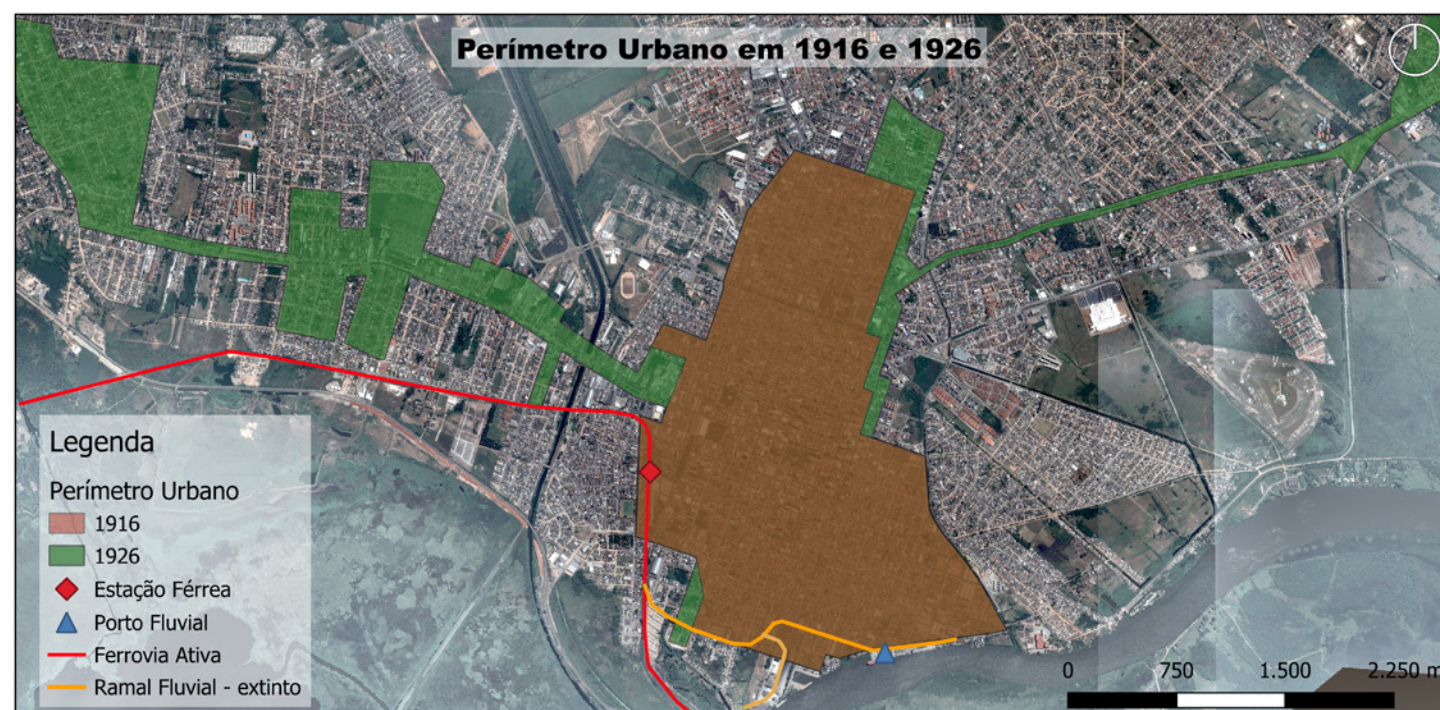 Perímetro Urbano em 1916 e 1926
Legenda
Perímetro Urbano
1916
1926
Estação Férrea
Porto Fluvial
Ferrovia Ativa
Ramal Fluvial - extinto
0 750 1.500 2.250 m